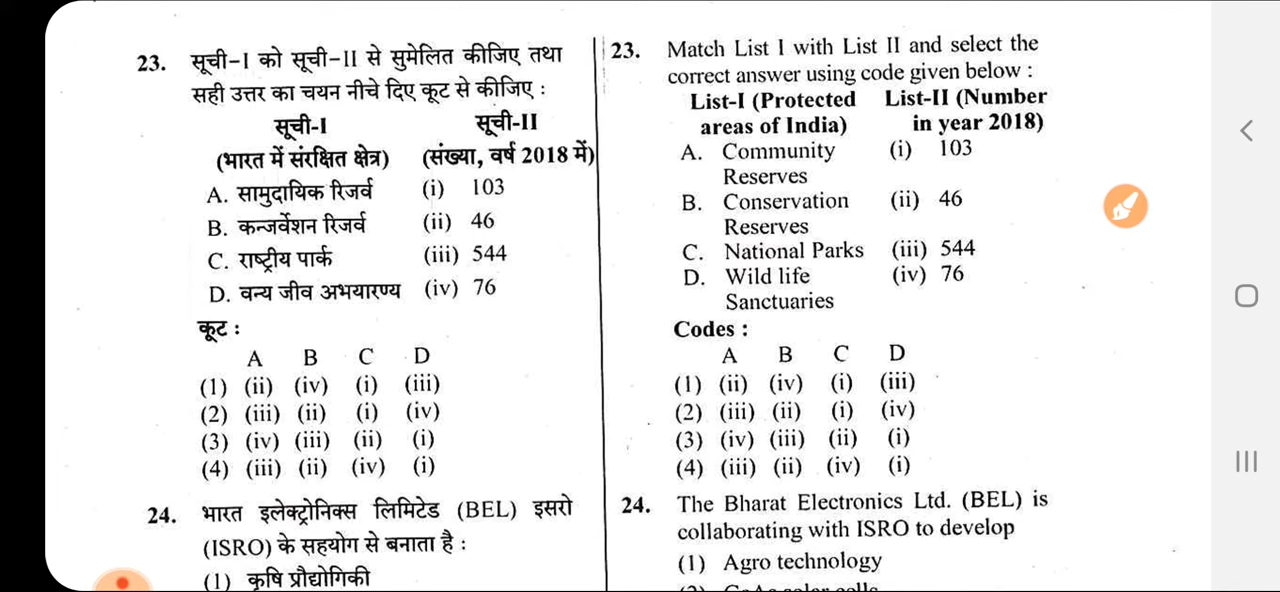 23. सूची-I को सूची-II से सुमेलित कीजिए तथा
सही उत्तर का चयन नीचे दिए कूट से कीजिए :
सूची-I सूची-II
(भारत में संरक्षित क्षेत्र) (संख्या, वर्ष 2018 में)
A. सामुदायिक रिजर्व (i) 103
B. कन्जर्वेशन रिजर्व (ii) 46
C. राष्ट्रीय पार्क (iii) 544
D. वन्य जीव अभयारण्य (iv) 76
कूट :
A B C D
(1) (ii) (iv) (i) (iii)
(2) (iii) (ii) (i) (iv)
(3) (iv) (iii) (ii) (i)
(4) (iii) (ii) (iv) (i)
24. भारत इलेक्ट्रोनिक्स लिमिटेड (BEL) इसरो
(ISRO) के सहयोग से बनाता है :
(1) कृषि प्रौद्योगिकी
23. Match List I with List II and select the
correct answer using code given below :
List-I (Protected List-II (Number
areas of India) in year 2018)
A. Community (i) 103
Reserves
B. Conservation (ii) 46
Reserves
C. National Parks (iii) 544
D. Wild life (iv) 76
Sanctuaries
Codes :
A B C D
(1) (ii) (iv) (i) (iii)
(2) (iii) (ii) (i) (iv)
(3) (iv) (iii) (ii) (i)
(4) (iii) (ii) (iv) (i)
24. The Bharat Electronics Ltd. (BEL) is
collaborating with ISRO to develop
(1) Agro technology